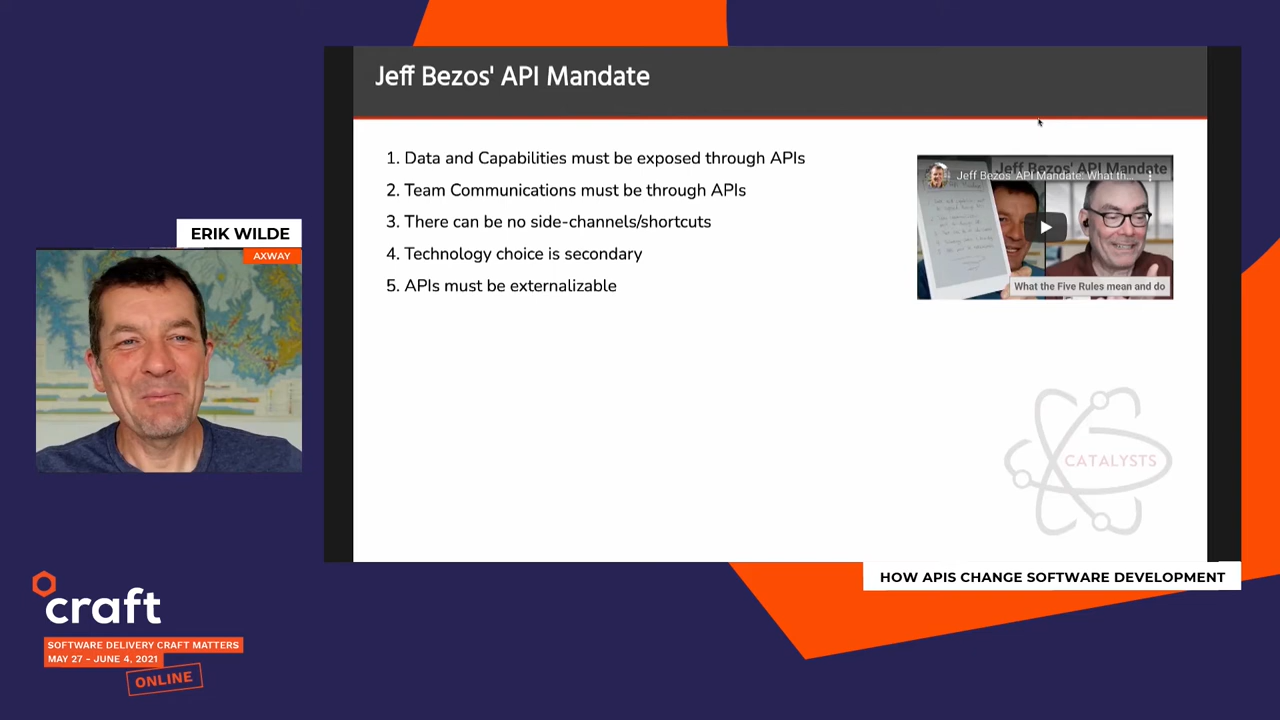 Jeff Bezos' API Mandate
1. Data and Capabilities must be exposed through APIs
2. Team Communications must be through APIs
3. There can be no side-channels/shortcuts
4. Technology choice is secondary
5. APIs must be externalizable
Jeff Bezos' API Mandate
Jeff Bezos' API Mandate: What th...
What the Five Rules mean and do
CATALYSTS
ERIK WILDE
AXWAY
HOW APIS CHANGE SOFTWARE DEVELOPMENT
craft
SOFTWARE DELIVERY CRAFT MATTERS
MAY 27 - JUNE 4, 2021
ONLINE